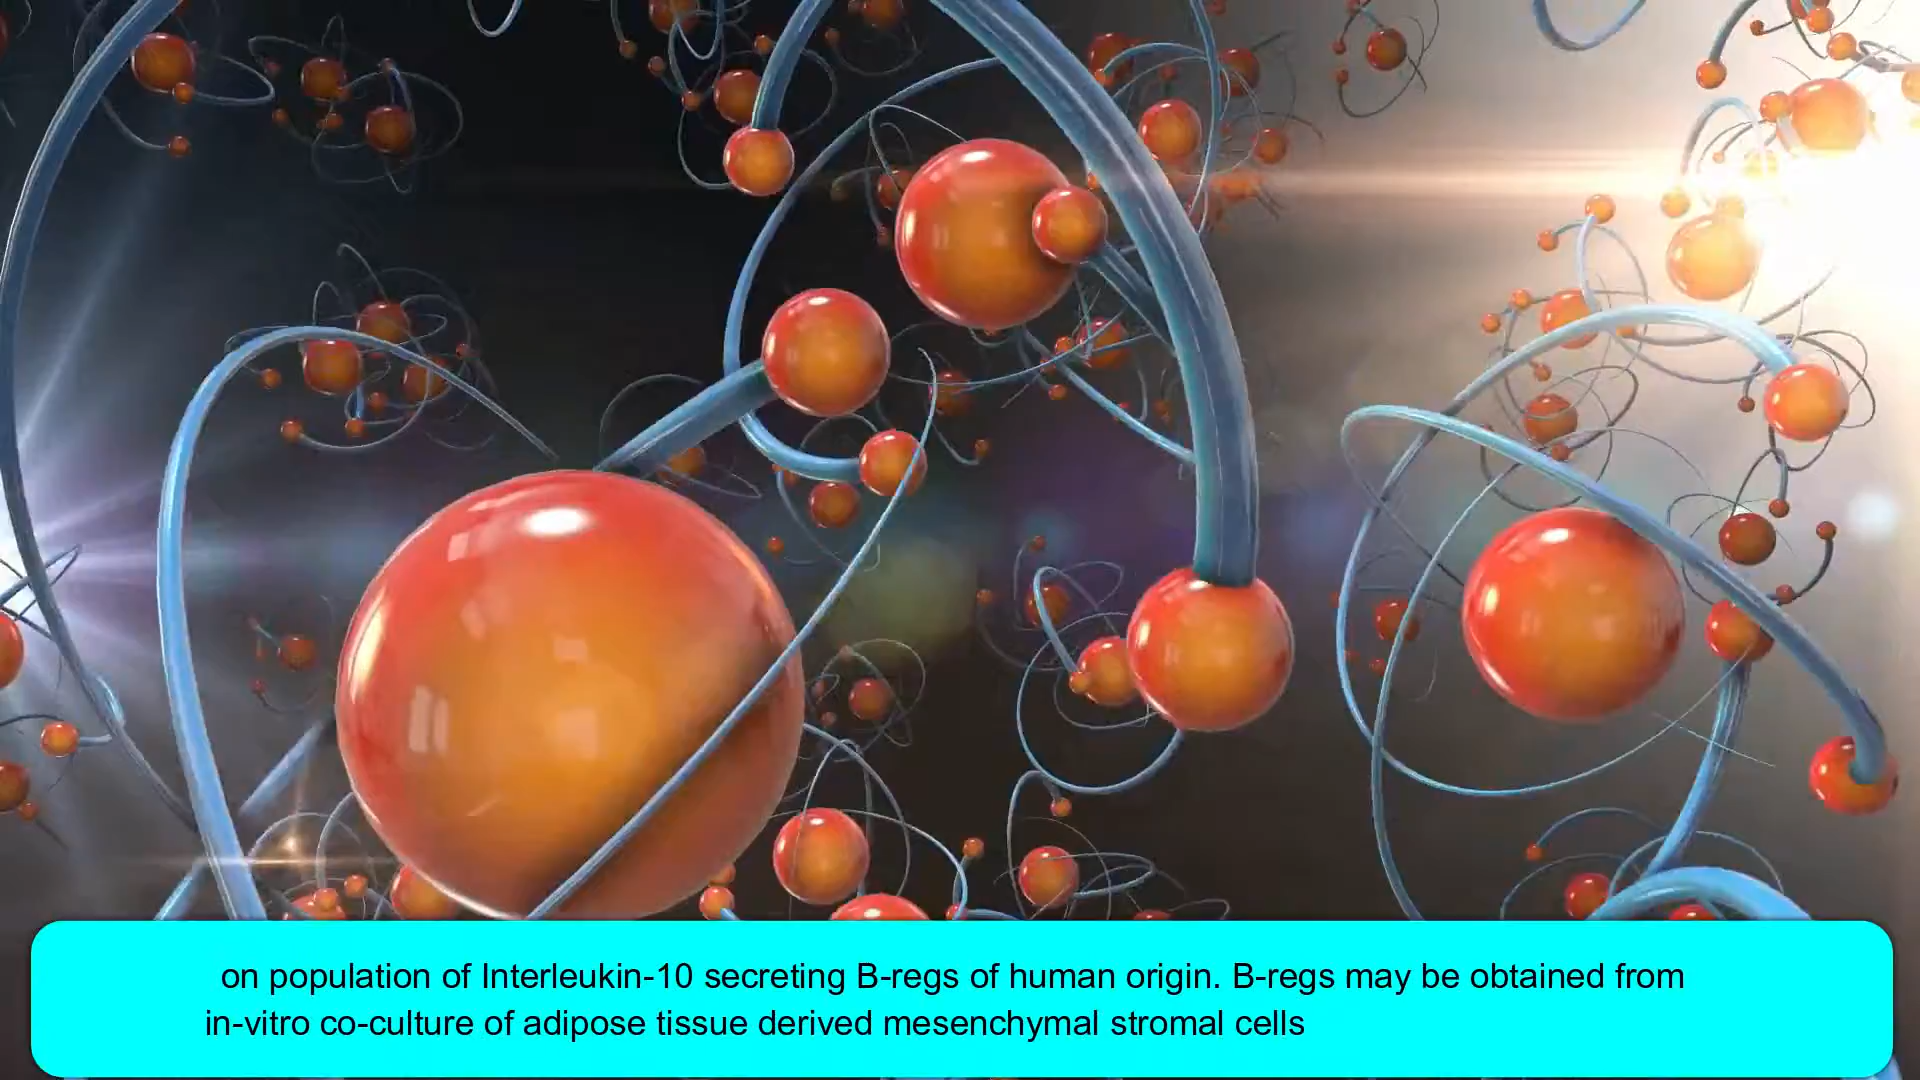 on population of Interleukin-10 secreting B-regs of human origin. B-regs may be obtained from
in-vitro co-culture of adipose tissue derived mesenchymal stromal cells